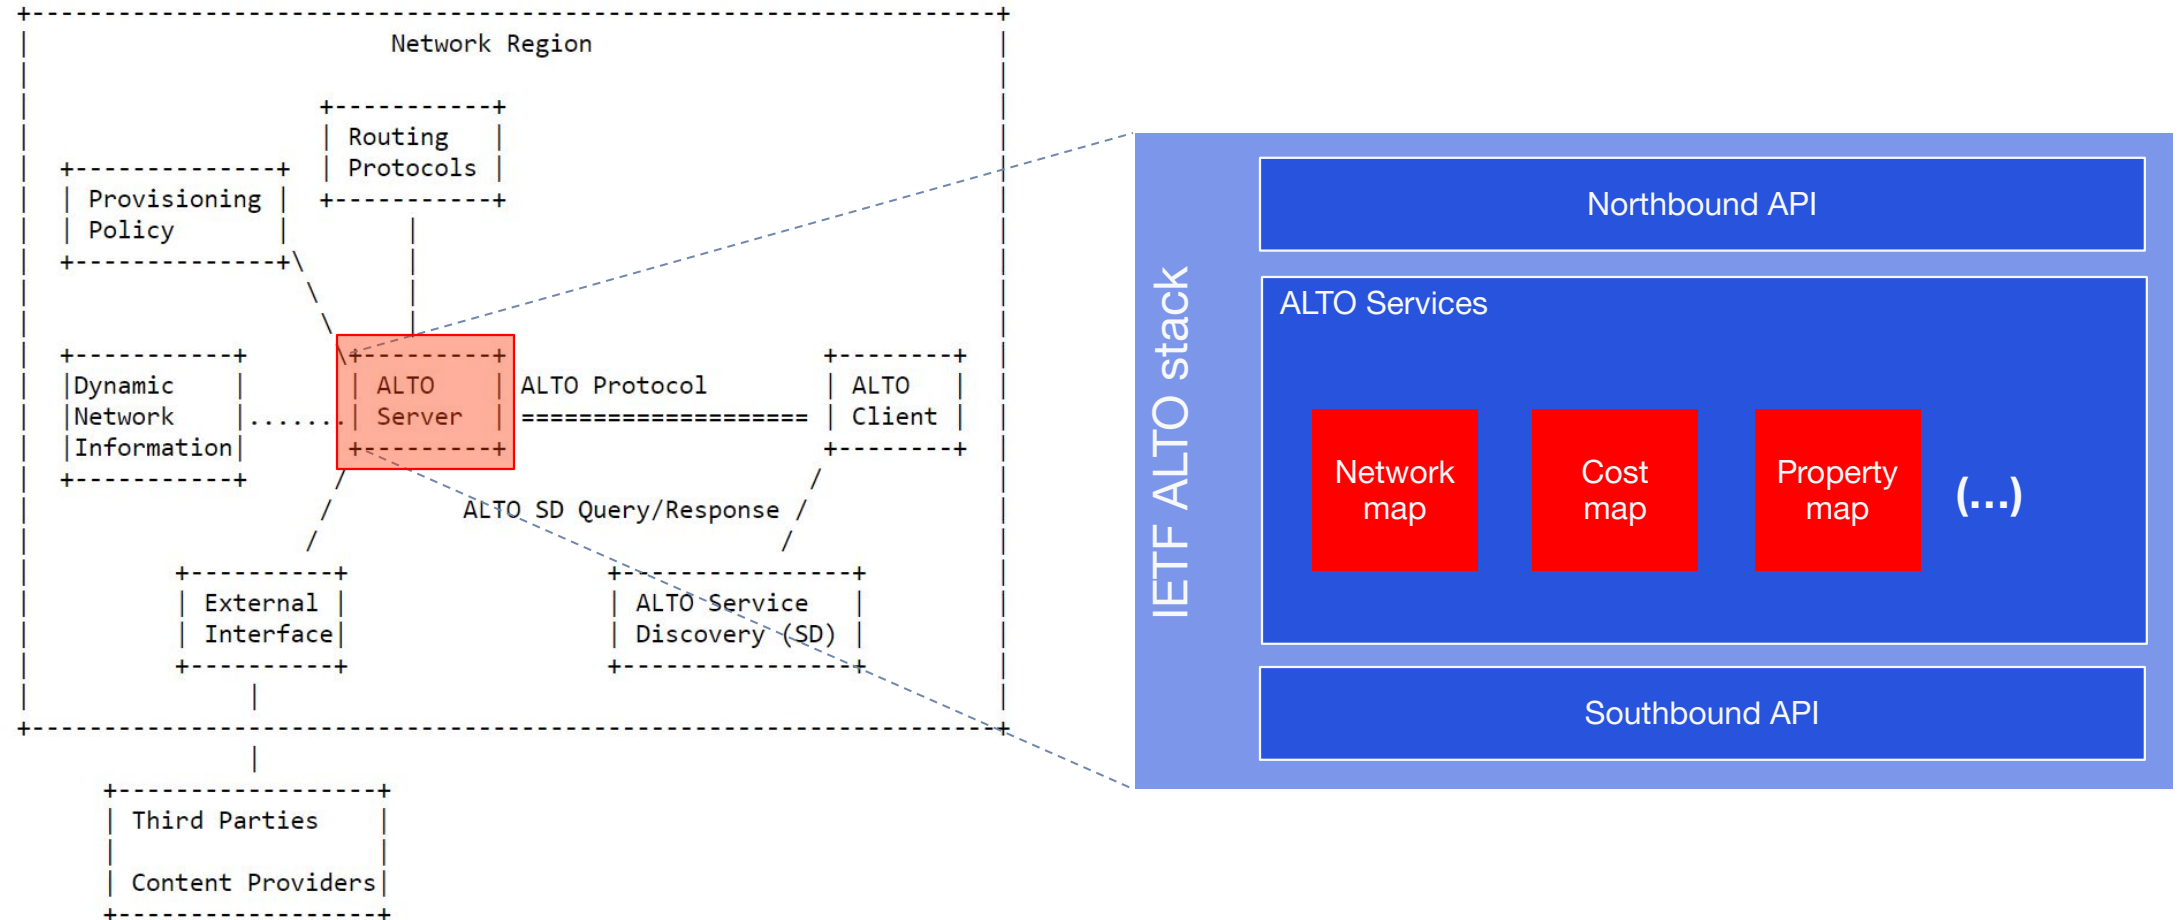 Network Region
Routing
Protocols
Provisioning
Policy
Dynamic
Network
Information
ALTO
Server
ALTO Protocol
====================
ALTO
Client
ALTO SD Query/Response
External
Interface
ALTO Service
Discovery (SD)
Third Parties
Content Providers
IETF ALTO stack
Northbound API
ALTO Services
Network
map
Cost
map
Property
map
(...)
Southbound API